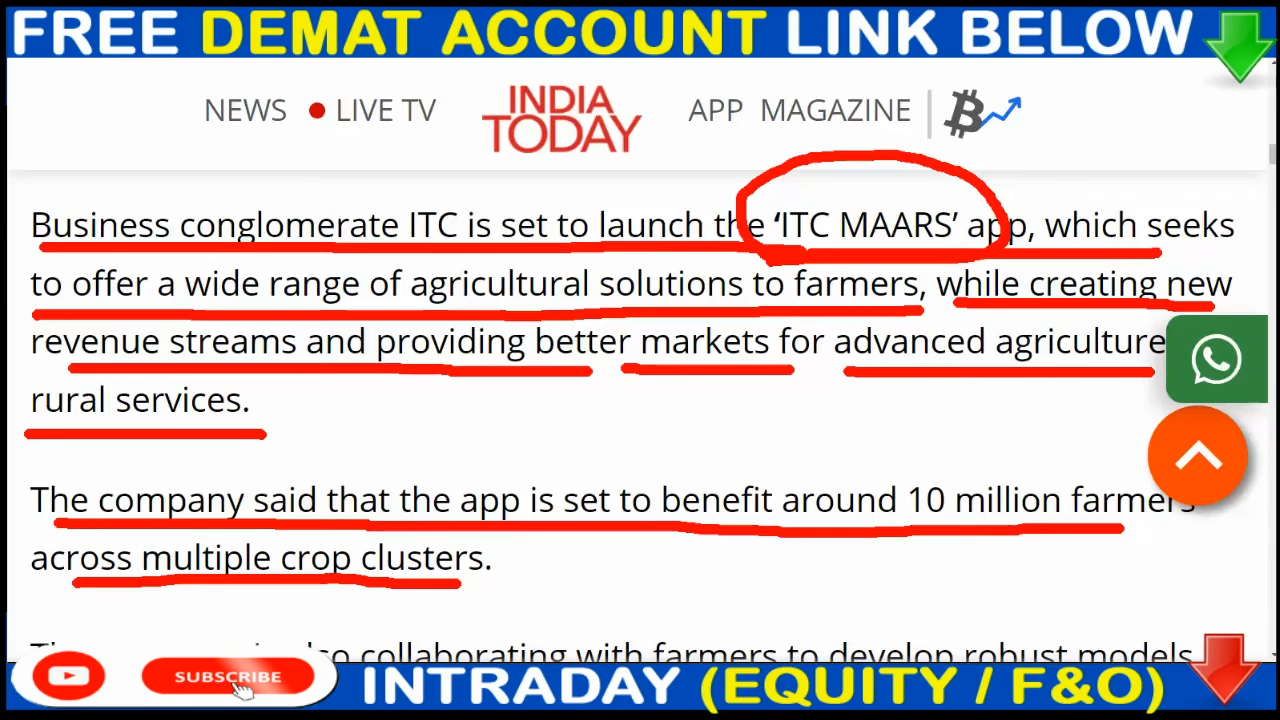 FREE DEMAT ACCOUNT LINK BELOW
NEWS LIVE TV INDIA TODAY APP MAGAZINE
Business conglomerate ITC is set to launch the ‘ITC MAARS’ app, which seeks
to offer a wide range of agricultural solutions to farmers, while creating new
revenue streams and providing better markets for advanced agriculture
rural services.
The company said that the app is set to benefit around 10 million farmers
across multiple crop clusters.
collaborating with farmers to develop robust models
SUBSCRIBE
INTRADAY (EQUITY / F&O)